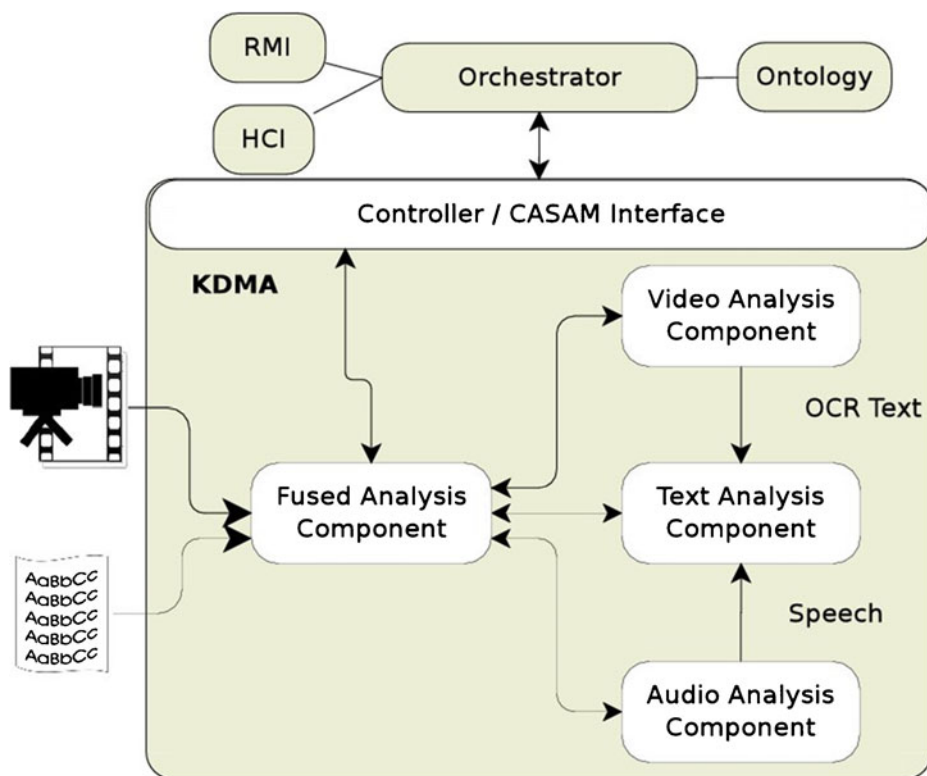 RMI
Orchestrator
Ontology
HCI
Controller / CASAM Interface
KDMA
Video Analysis
Component
OCR Text
Fused Analysis
Component
Text Analysis
Component
AaBbCc
AaBbCc
AaBbCc
AaBbCc
AaBbCc
Speech
Audio Analysis
Component